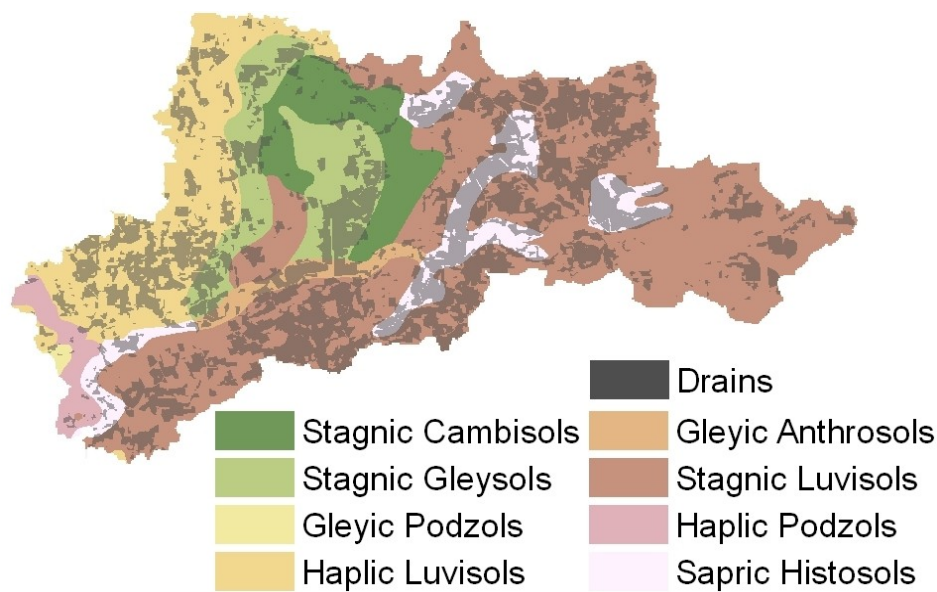 Drains
Stagnic Cambisols
Gleyic Anthrosols
Stagnic Gleysols
Stagnic Luvisols
Gleyic Podzols
Haplic Podzols
Haplic Luvisols
Sapric Histosols